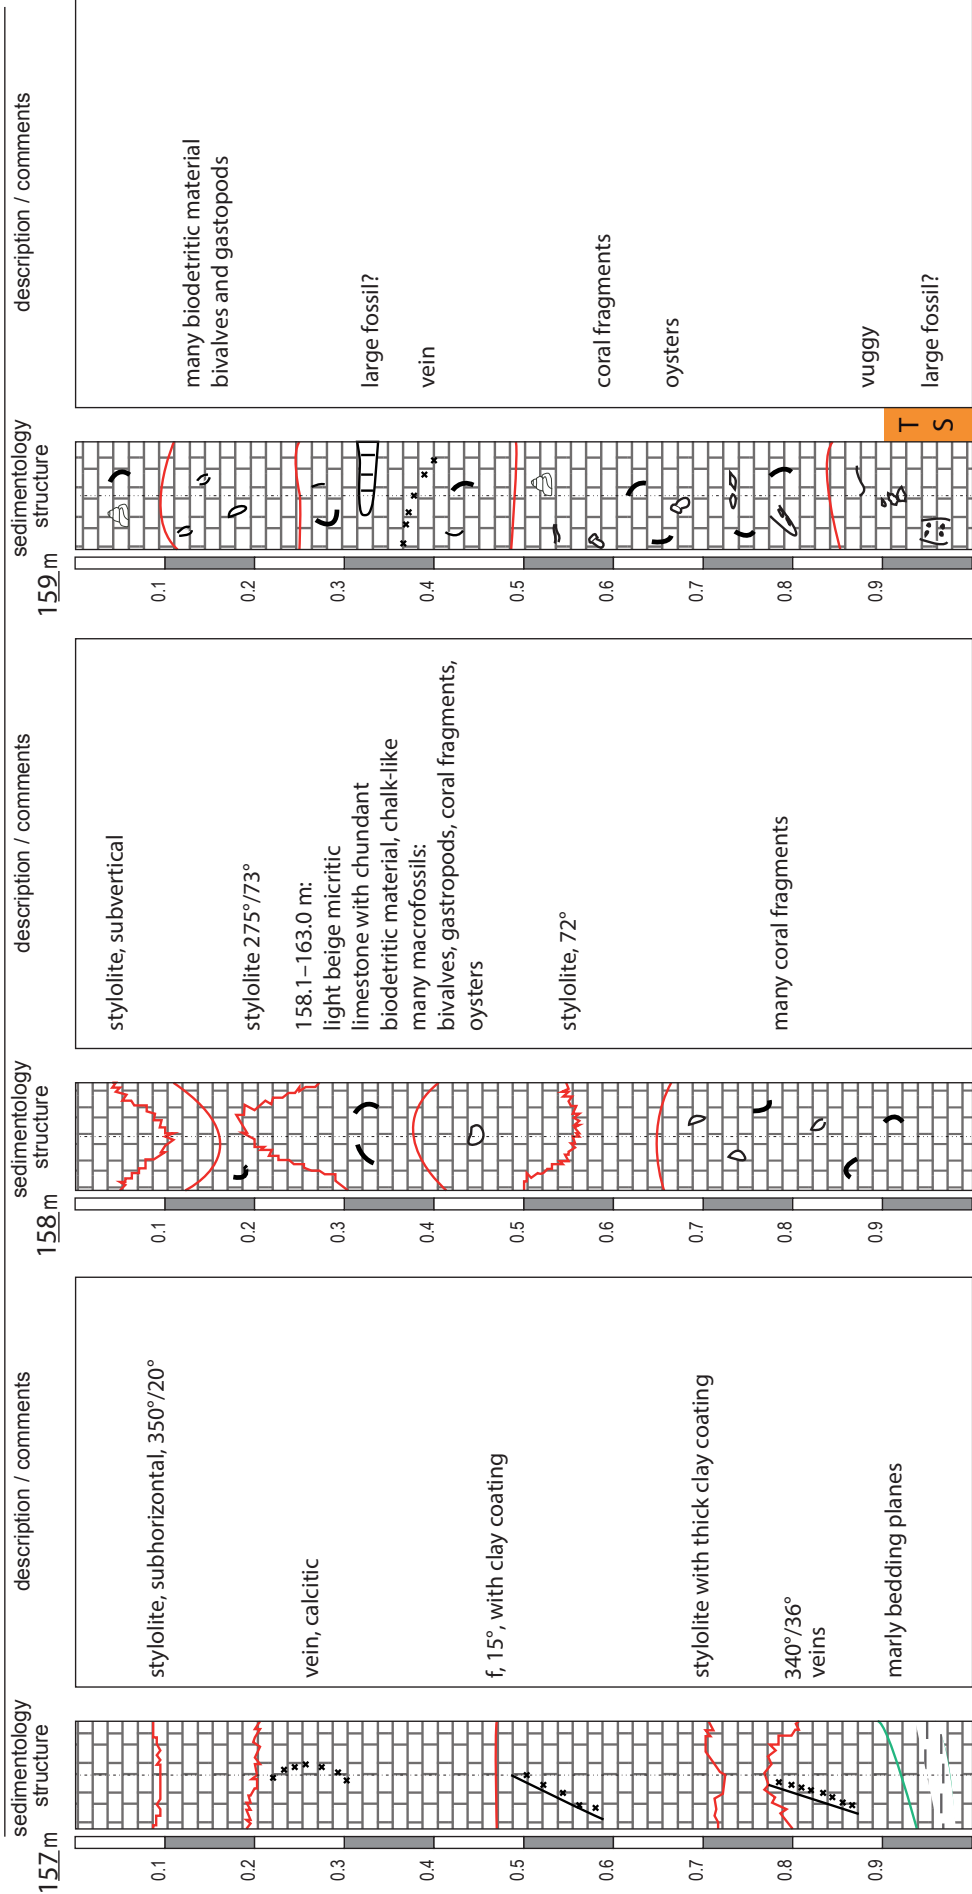 157 m
sedimentology
structure
description / comments
0.1
0.2
0.3
0.4
0.5
0.6
0.7
0.8
0.9
stylolite, subhorizontal, 350°/20°
vein, calcitic
f, 15°, with clay coating
stylolite with thick clay coating
340°/36°
veins
marly bedding planes
158 m
sedimentology
structure
description / comments
0.1
0.2
0.3
0.4
0.5
0.6
0.7
0.8
0.9
stylolite, subvertical
stylolite 275°/73°
158.1–163.0 m:
light beige micritic
limestone with chundant
biodetritic material, chalk-like
many macrofossils:
bivalves, gastropods, coral fragments,
oysters
stylolite, 72°
many coral fragments
159 m
sedimentology
structure
description / comments
0.1
0.2
0.3
0.4
0.5
0.6
0.7
0.8
0.9
many biodetritic material
bivalves and gastopods
large fossil?
vein
coral fragments
oysters
vuggy
large fossil?
T S